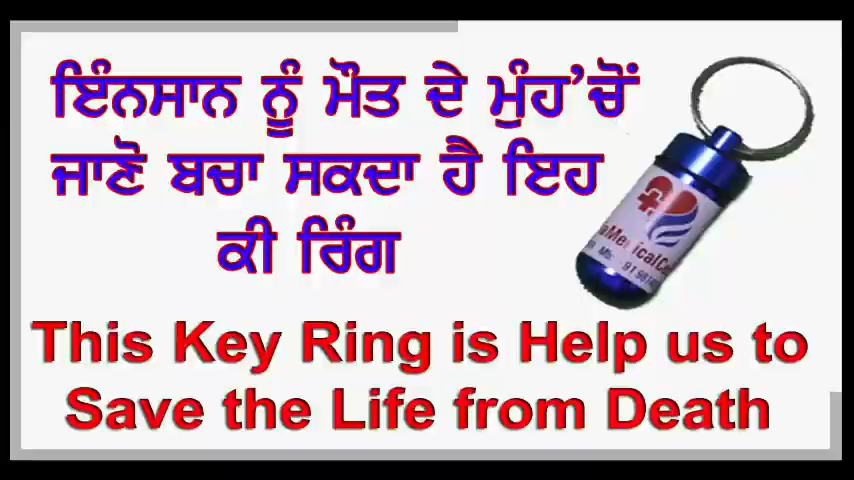 ਇੰਨਸਾਨ ਨੂੰ ਮੌਤ ਦੇ ਮੁੰਹ’ਚੋਂ
ਜਾਣੋ ਬਚਾ ਸਕਦਾ ਹੈ ਇਹ
ਕੀ ਰਿੰਗ
This Key Ring is Help us to
Save the Life from Death